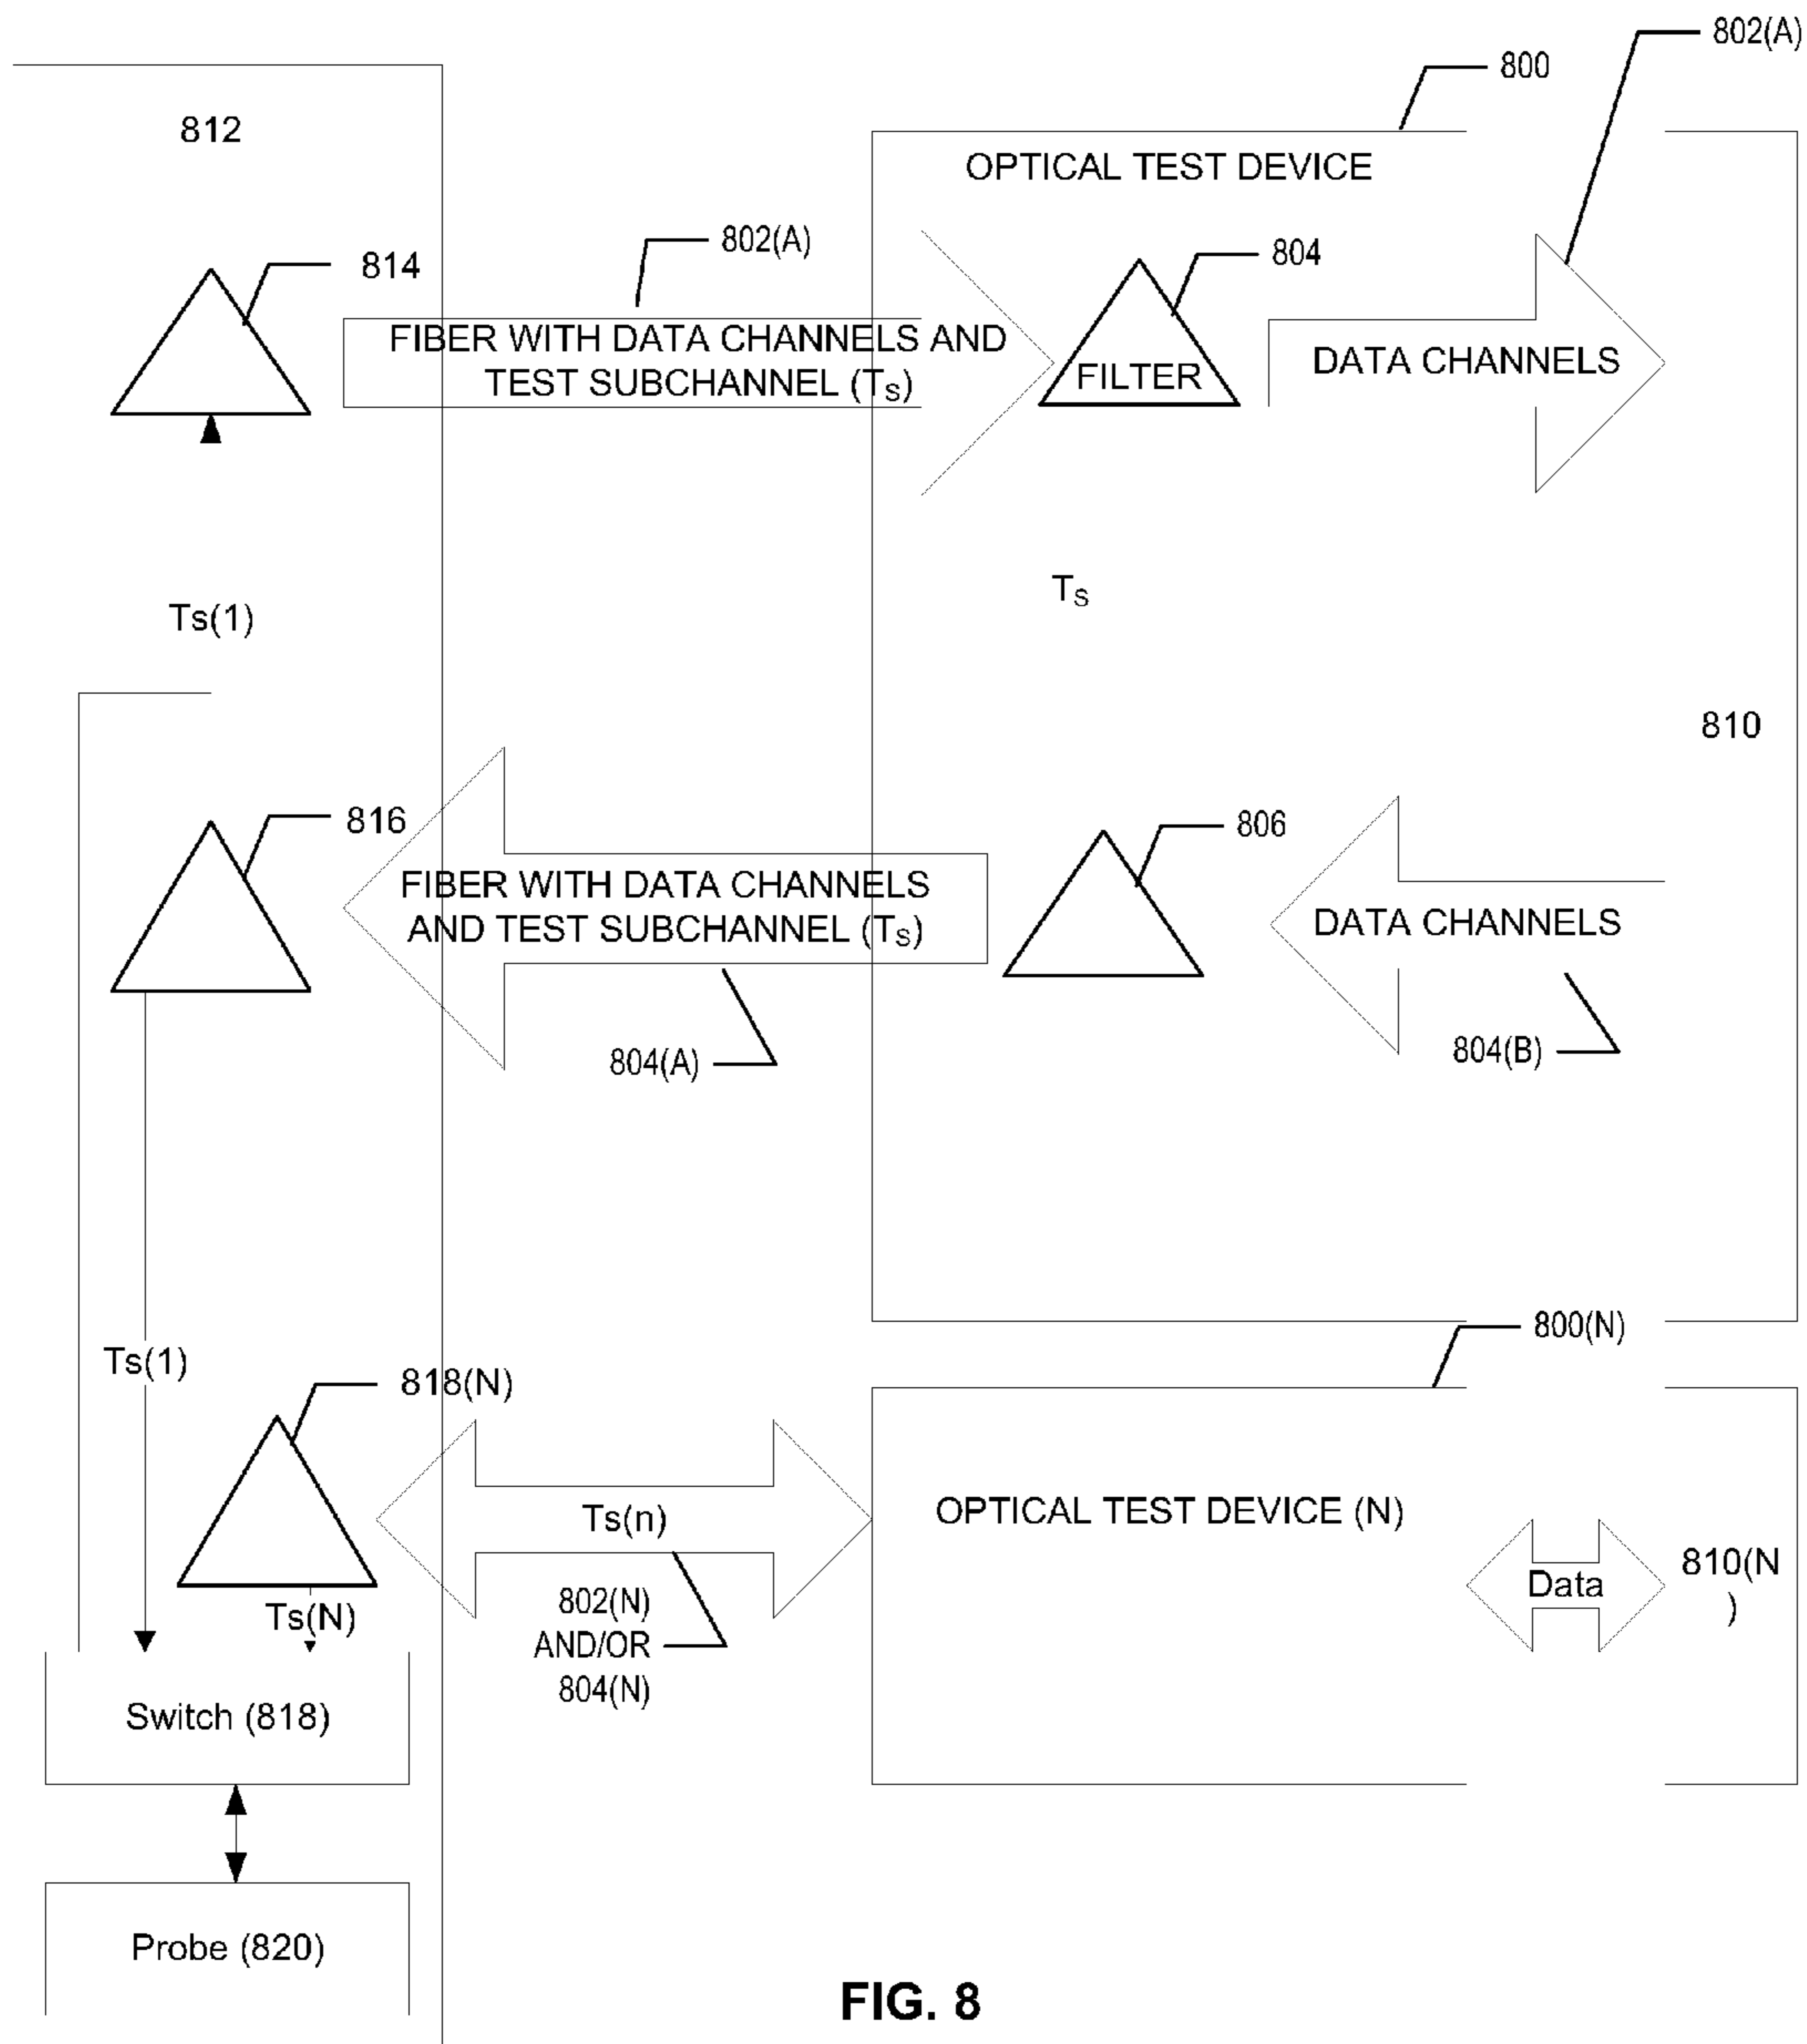 802(A)
800
812
OPTICAL TEST DEVICE
802(A)
804
814
FIBER WITH DATA CHANNELS AND
TEST SUBCHANNEL (TS)
FILTER
DATA CHANNELS
TS
Ts(1)
810
816
806
FIBER WITH DATA CHANNELS
AND TEST SUBCHANNEL (TS)
DATA CHANNELS
804(A)
804(B)
800(N)
Ts(1)
818(N)
Ts(n)
OPTICAL TEST DEVICE (N)
Data
810(N
)
Ts(N)
802(N)
AND/OR
804(N)
Switch (818)
Probe (820)
FIG. 8